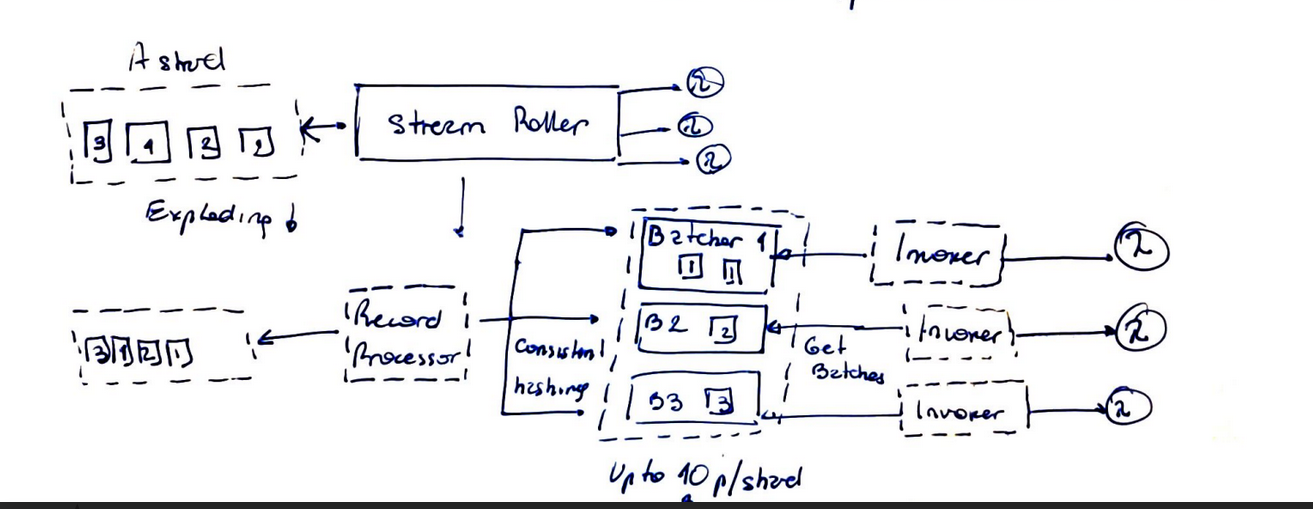 A shard
3 1 2 1
Stream Poller
λ
λ
λ
Exploding
Batcher 1
1 1
Invoker
λ
3 1 2 1
Record
Processor
Consistent
hashing
B2 2
Get
Batches
Invoker
λ
B3 3
Invoker
λ
Up to 10 p/shard